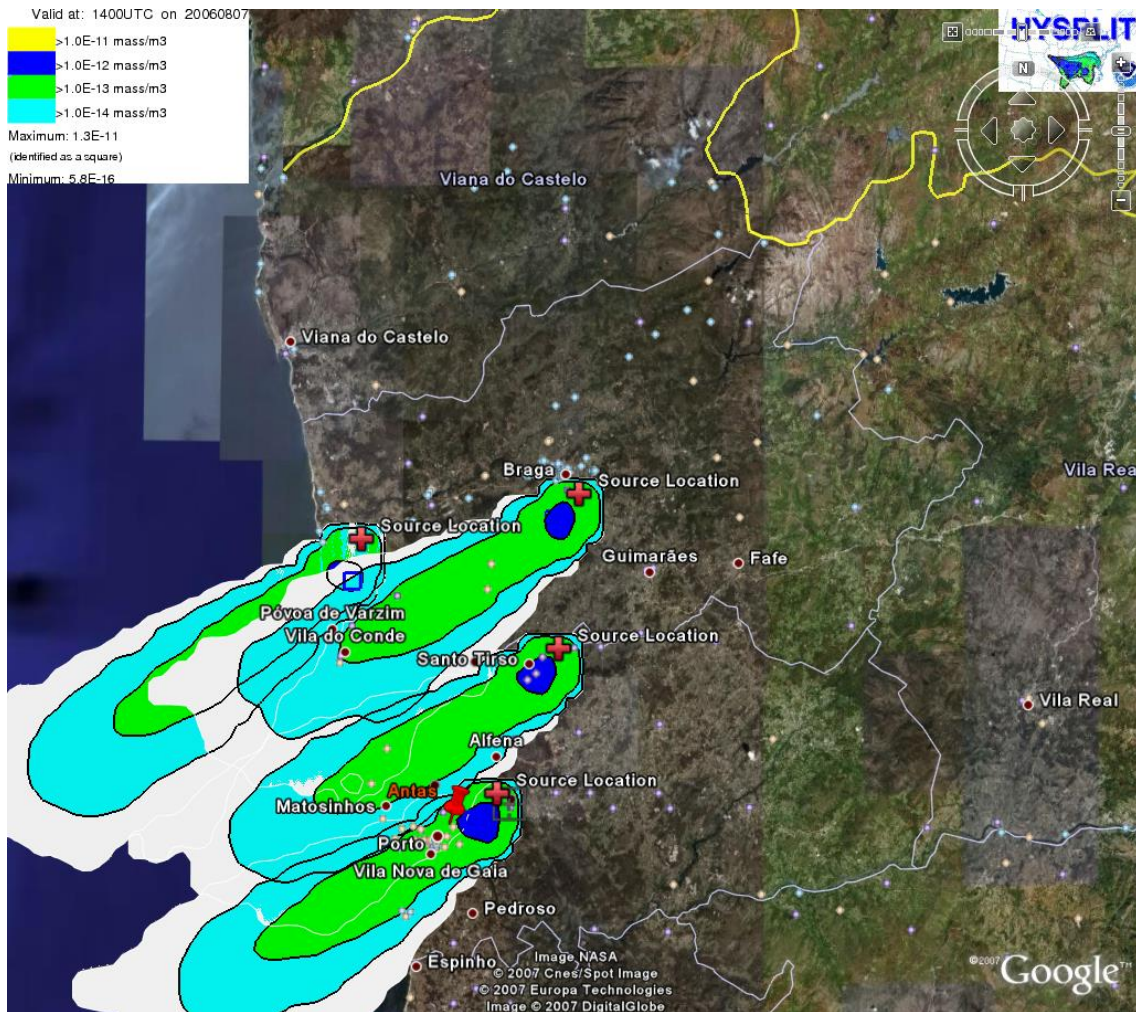 Valid at: 1400UTC on 20060807
>1.0E-11 mass/m3
>1.0E-12 mass/m3
>1.0E-13 mass/m3
>1.0E-14 mass/m3
Maximum: 1.3E-11
(identified as a square)
Minimum: 5.8E-16
HYSPLIT
N
Viana do Castelo
Viana do Castelo
Braga
Source Location
Vila Rea
Source Location
Guimarães
Fafe
Póvoa de Varzim
Vila do Conde
Source Location
Santo Tirso
Vila Real
Alfena
Source Location
Antas
Matosinhos
Porto
Vila Nova de Gaia
Pedroso
Espinho
Image NASA
© 2007 Cnes/Spot Image
© 2007 Europa Technologies
Image © 2007 DigitalGlobe
©2007 Google™